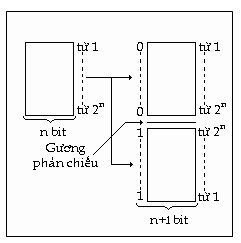 từ 1
từ 2ⁿ
n bit
Gương
phản chiếu
0
từ 1
0
từ 2ⁿ
1
từ 2ⁿ
1
từ 1
n+1 bit